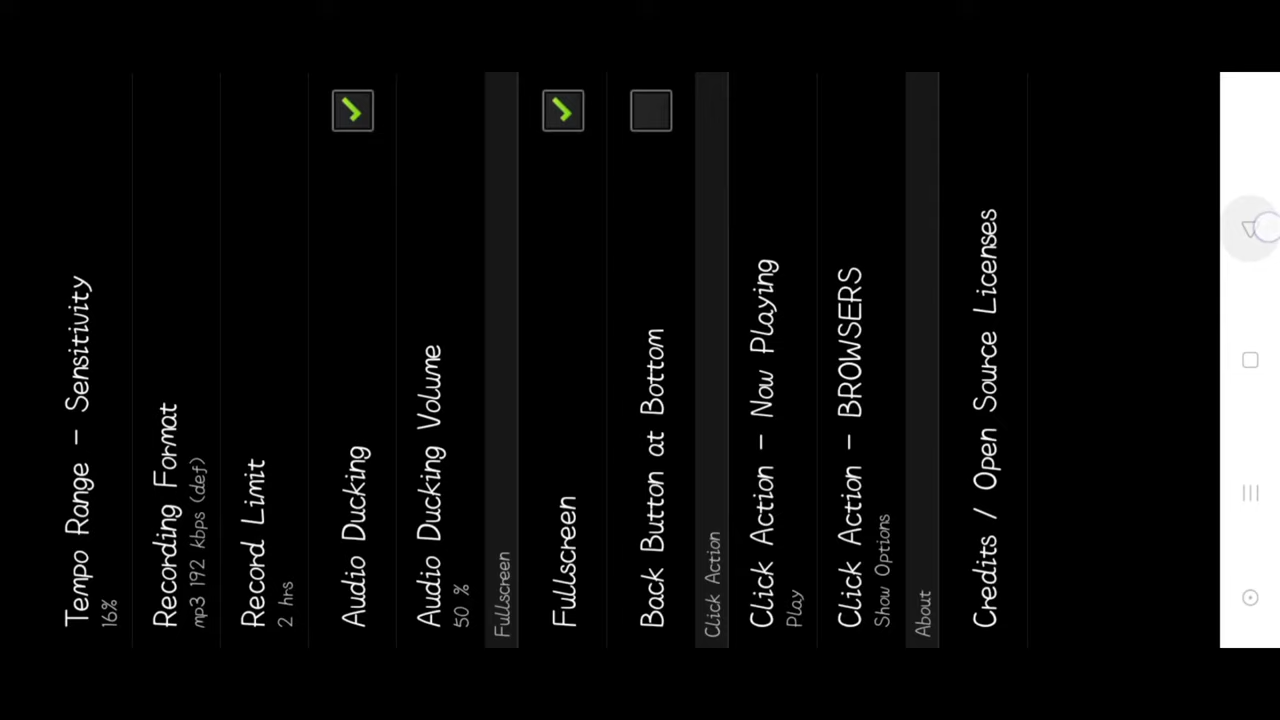 Tempo Range - Sensitivity
16%
Recording Format
mp3 192 kbps (def)
Record Limit
2 hrs
Audio Ducking
Audio Ducking Volume
50 %
Fullscreen
Fullscreen
Back Button at Bottom
Click Action
Click Action - Now Playing
Play
Click Action - BROWSERS
Show Options
About
Credits / Open Source Licenses